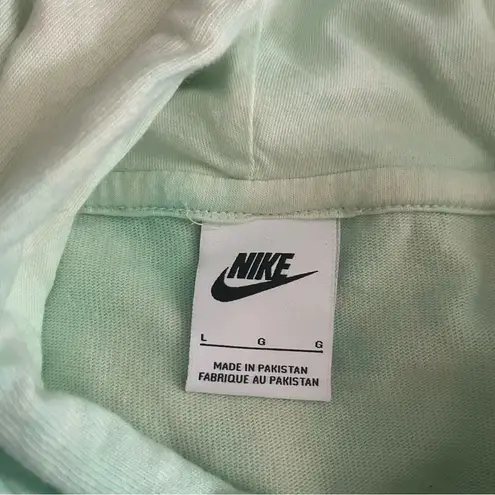 NIKE
L G G
MADE IN PAKISTAN
FABRIQUE AU PAKISTAN